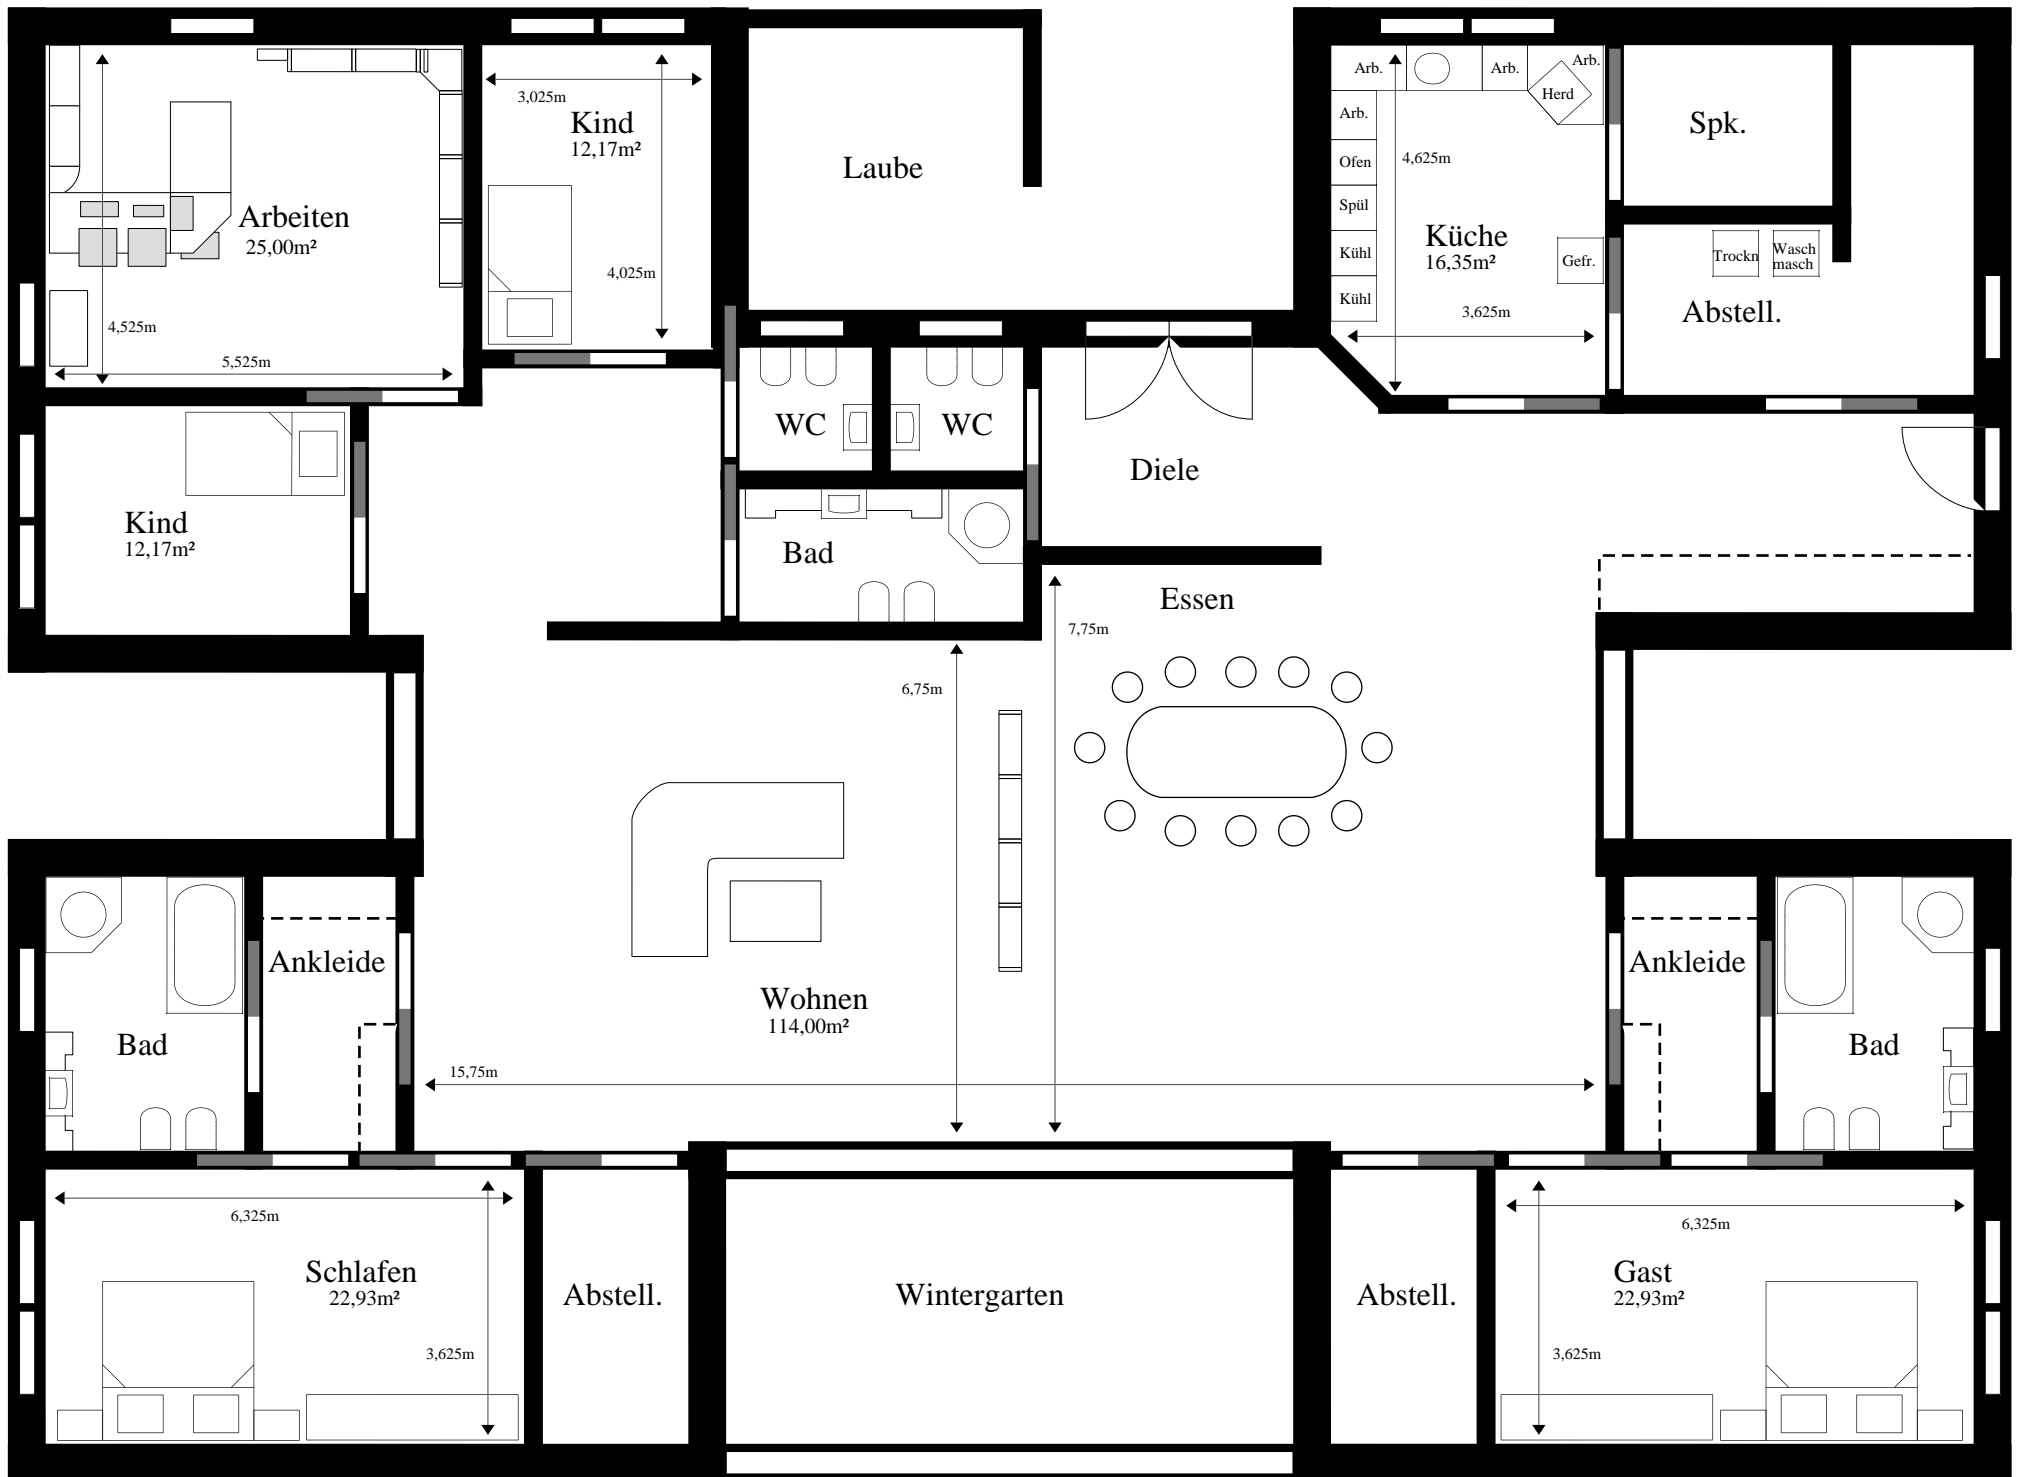 Arb.
Arb.
Arb.
Herd
Arb.
Ofen
Spül
Kühl
Kühl
4,625m
Küche
16,35m²
Gefr.
3,625m
Spk.
Trockn
Wasch
masch
Abstell.
3,025m
Kind
12,17m²
4,025m
Laube
Arbeiten
25,00m²
4,525m
5,525m
WC
WC
Diele
Kind
12,17m²
Bad
Essen
7,75m
6,75m
Ankleide
Bad
Wohnen
114,00m²
15,75m
Ankleide
Bad
6,325m
Schlafen
22,93m²
3,625m
Abstell.
Wintergarten
Abstell.
6,325m
Gast
22,93m²
3,625m